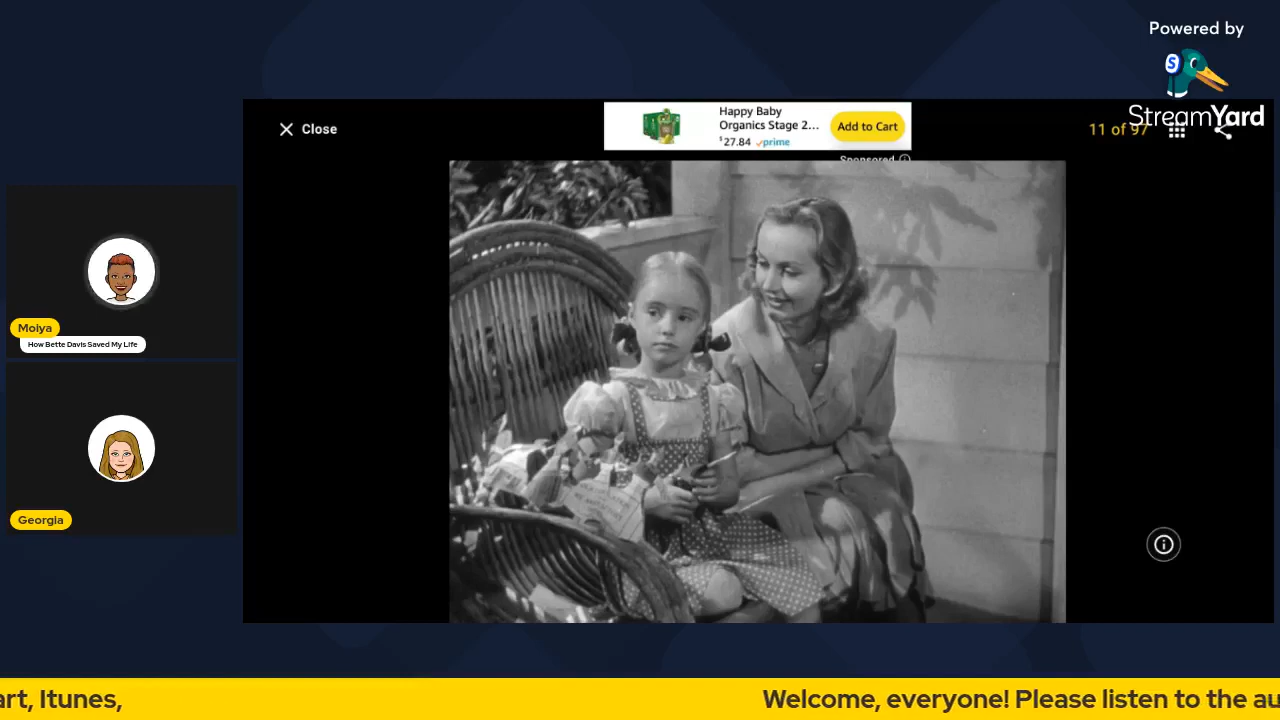 Powered by
StreamYard
Close
Happy Baby
Organics Stage 2...
$27.84 prime
Add to Cart
Sponsored
11 of 97
Moiya
How Bette Davis Saved My Life
Georgia
art, Itunes,
Welcome, everyone! Please listen to the au